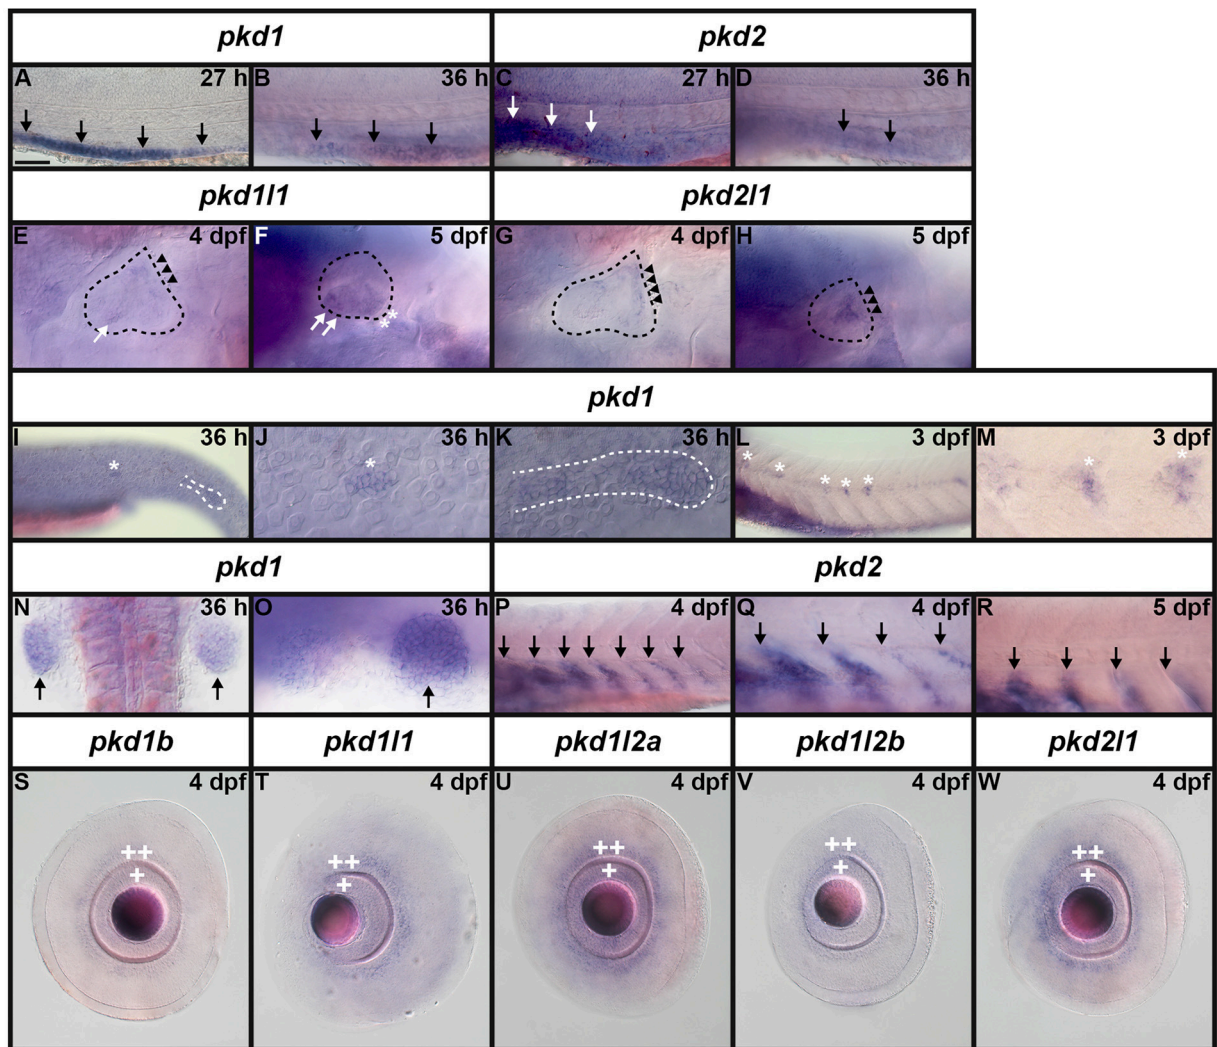 pkd1 pkd2
A 27 h B 36 h C 27 h D 36 h
pkd1l1 pkd2l1
E 4 dpf F 5 dpf G 4 dpf H 5 dpf
pkd1
I 36 h J 36 h K 36 h L 3 dpf M 3 dpf
pkd1 pkd2
N 36 h O 36 h P 4 dpf Q 4 dpf R 5 dpf
pkd1b pkd1l1 pkd1l2a pkd1l2b pkd2l1
S 4 dpf T 4 dpf U 4 dpf V 4 dpf W 4 dpf